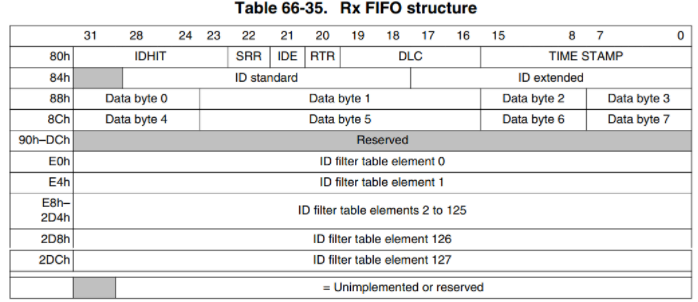 Table 66-35. Rx FIFO structure
31 28 24 23 22 21 20 19 18 17 16 15 8 7 0
80h IDHIT SRR IDE RTR DLC TIME STAMP
84h ID standard ID extended
88h Data byte 0 Data byte 1 Data byte 2 Data byte 3
8Ch Data byte 4 Data byte 5 Data byte 6 Data byte 7
90h–DCh Reserved
E0h ID filter table element 0
E4h ID filter table element 1
E8h–
2D4h ID filter table elements 2 to 125
2D8h ID filter table element 126
2DCh ID filter table element 127
= Unimplemented or reserved